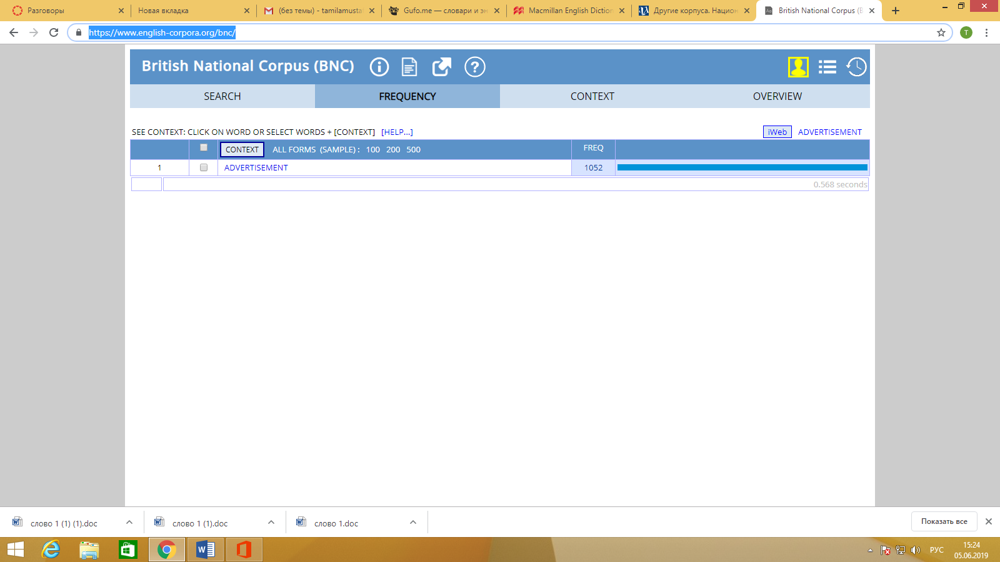 Разговоры
Новая вкладка
(без темы) - tamilamusta
Gufo.me — словари и эн
Macmillan English Diction
Другие корпуса. Национ
British National Corpus (B
https://www.english-corpora.org/bnc/
T
British National Corpus (BNC)
SEARCH
FREQUENCY
CONTEXT
OVERVIEW
SEE CONTEXT: CLICK ON WORD OR SELECT WORDS + [CONTEXT] [HELP...]
iWeb ADVERTISEMENT
CONTEXT ALL FORMS (SAMPLE) : 100 200 500
FREQ
1 ADVERTISEMENT 1052
0.568 seconds
слово 1 (1) (1).doc
слово 1 (1).doc
слово 1.doc
Показать все
РУС
15:24
05.06.2019